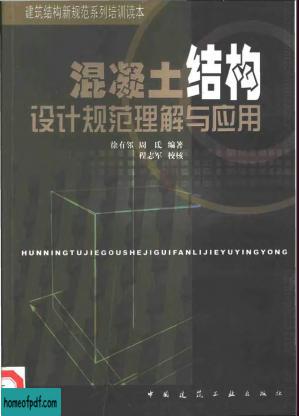 建筑结构新规范系列培训读本
混凝土结构
设计规范理解与应用
徐有邻 周氐 编著
程志军 校核
HUNNINGTUJIEGOUSHEJIGUIFANLIJIEYUYINGYONG
中国建筑工业出版社
homeofpdf.com